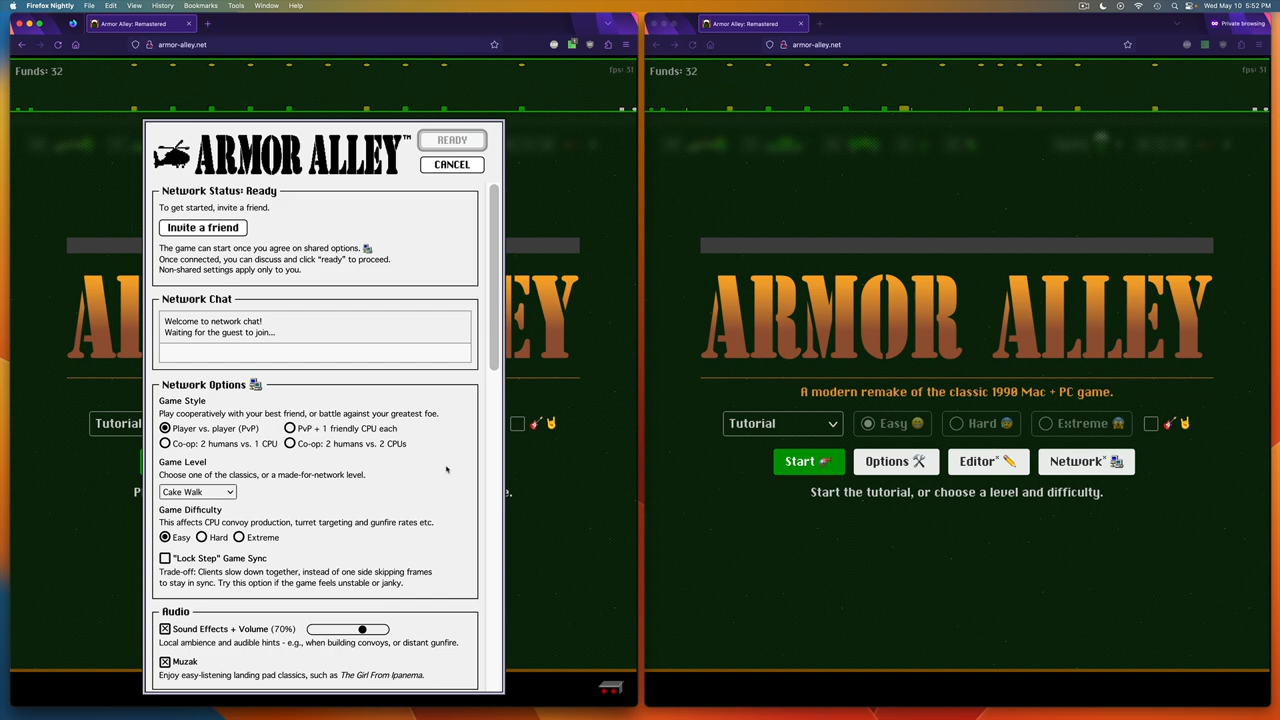 Firefox Nightly File Edit View History Bookmarks Tools Window Help
Wed May 10 5:52 PM
Armor Alley: Remastered
armor-alley.net
Funds: 32
fps: 31
ARMOR ALLEY™
READY
CANCEL
Network Status: Ready
To get started, invite a friend.
Invite a friend
The game can start once you agree on shared options.
Once connected, you can discuss and click “ready” to proceed.
Non-shared settings apply only to you.
Network Chat
Welcome to network chat!
Waiting for the guest to join...
Network Options
Game Style
Play cooperatively with your best friend, or battle against your greatest foe.
Player vs. player (PvP) PvP + 1 friendly CPU each
Co-op: 2 humans vs. 1 CPU Co-op: 2 humans vs. 2 CPUs
Game Level
Choose one of the classics, or a made-for-network level.
Cake Walk
Game Difficulty
This affects CPU convoy production, turret targeting and gunfire rates etc.
Easy Hard Extreme
"Lock Step" Game Sync
Trade-off: Clients slow down together, instead of one side skipping frames
to stay in sync. Try this option if the game feels unstable or janky.
Audio
Sound Effects + Volume (70%)
Local ambience and audible hints - e.g., when building convoys, or distant gunfire.
Muzak
Enjoy easy-listening landing pad classics, such as The Girl From Ipanema.
Armor Alley: Remastered
Private browsing
armor-alley.net
Funds: 32
fps: 31
ARMOR ALLEY
A modern remake of the classic 1990 Mac + PC game.
Tutorial Easy Hard Extreme
Start Options Editor* Network*
Start the tutorial, or choose a level and difficulty.